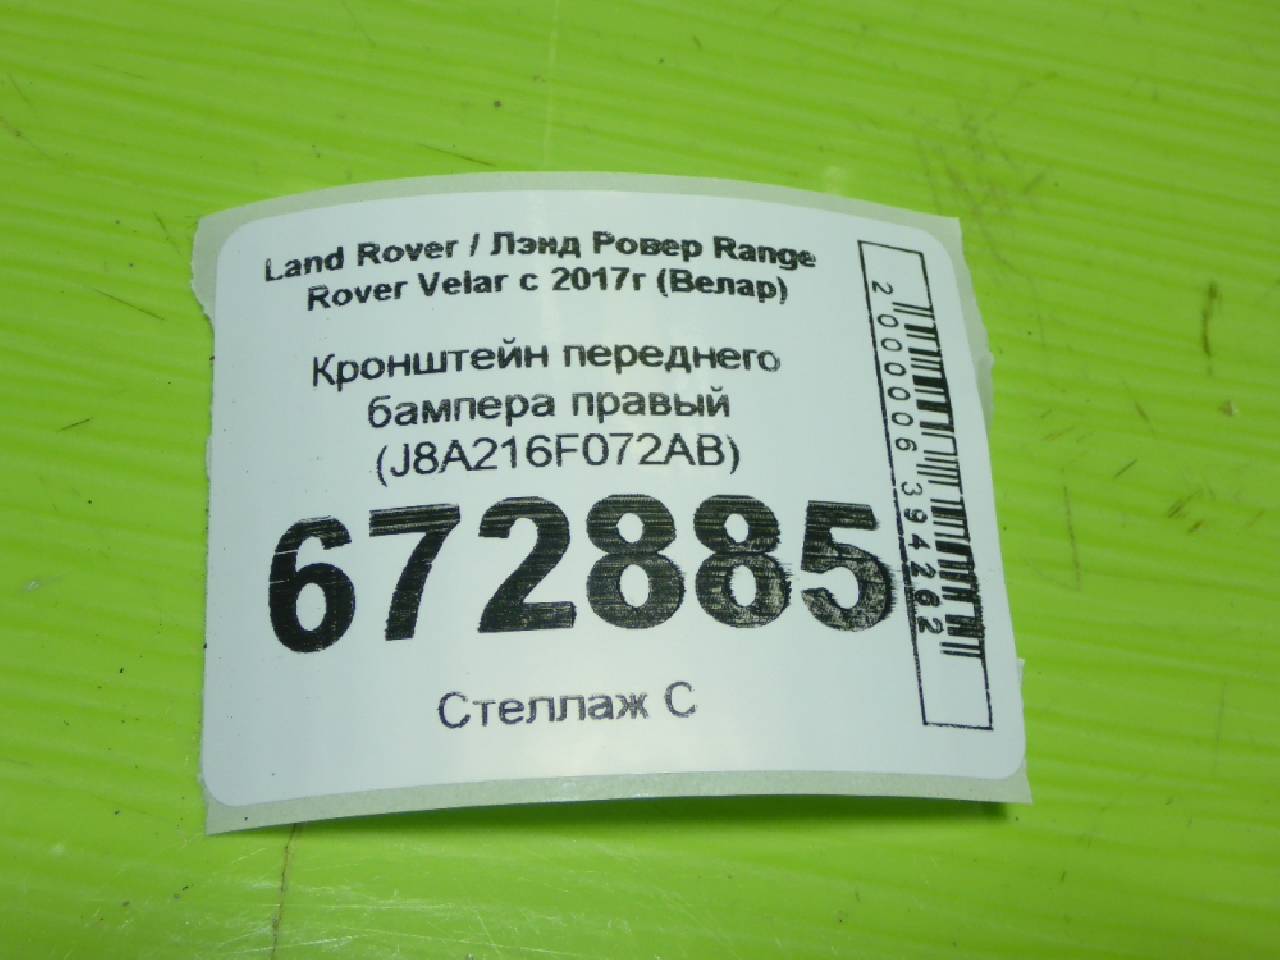 Land Rover / Лэнд Ровер Range
Rover Velar с 2017г (Велар)
Кронштейн переднего
бампера правый
(J8A216F072AB)
672885
Стеллаж С
2000006394262